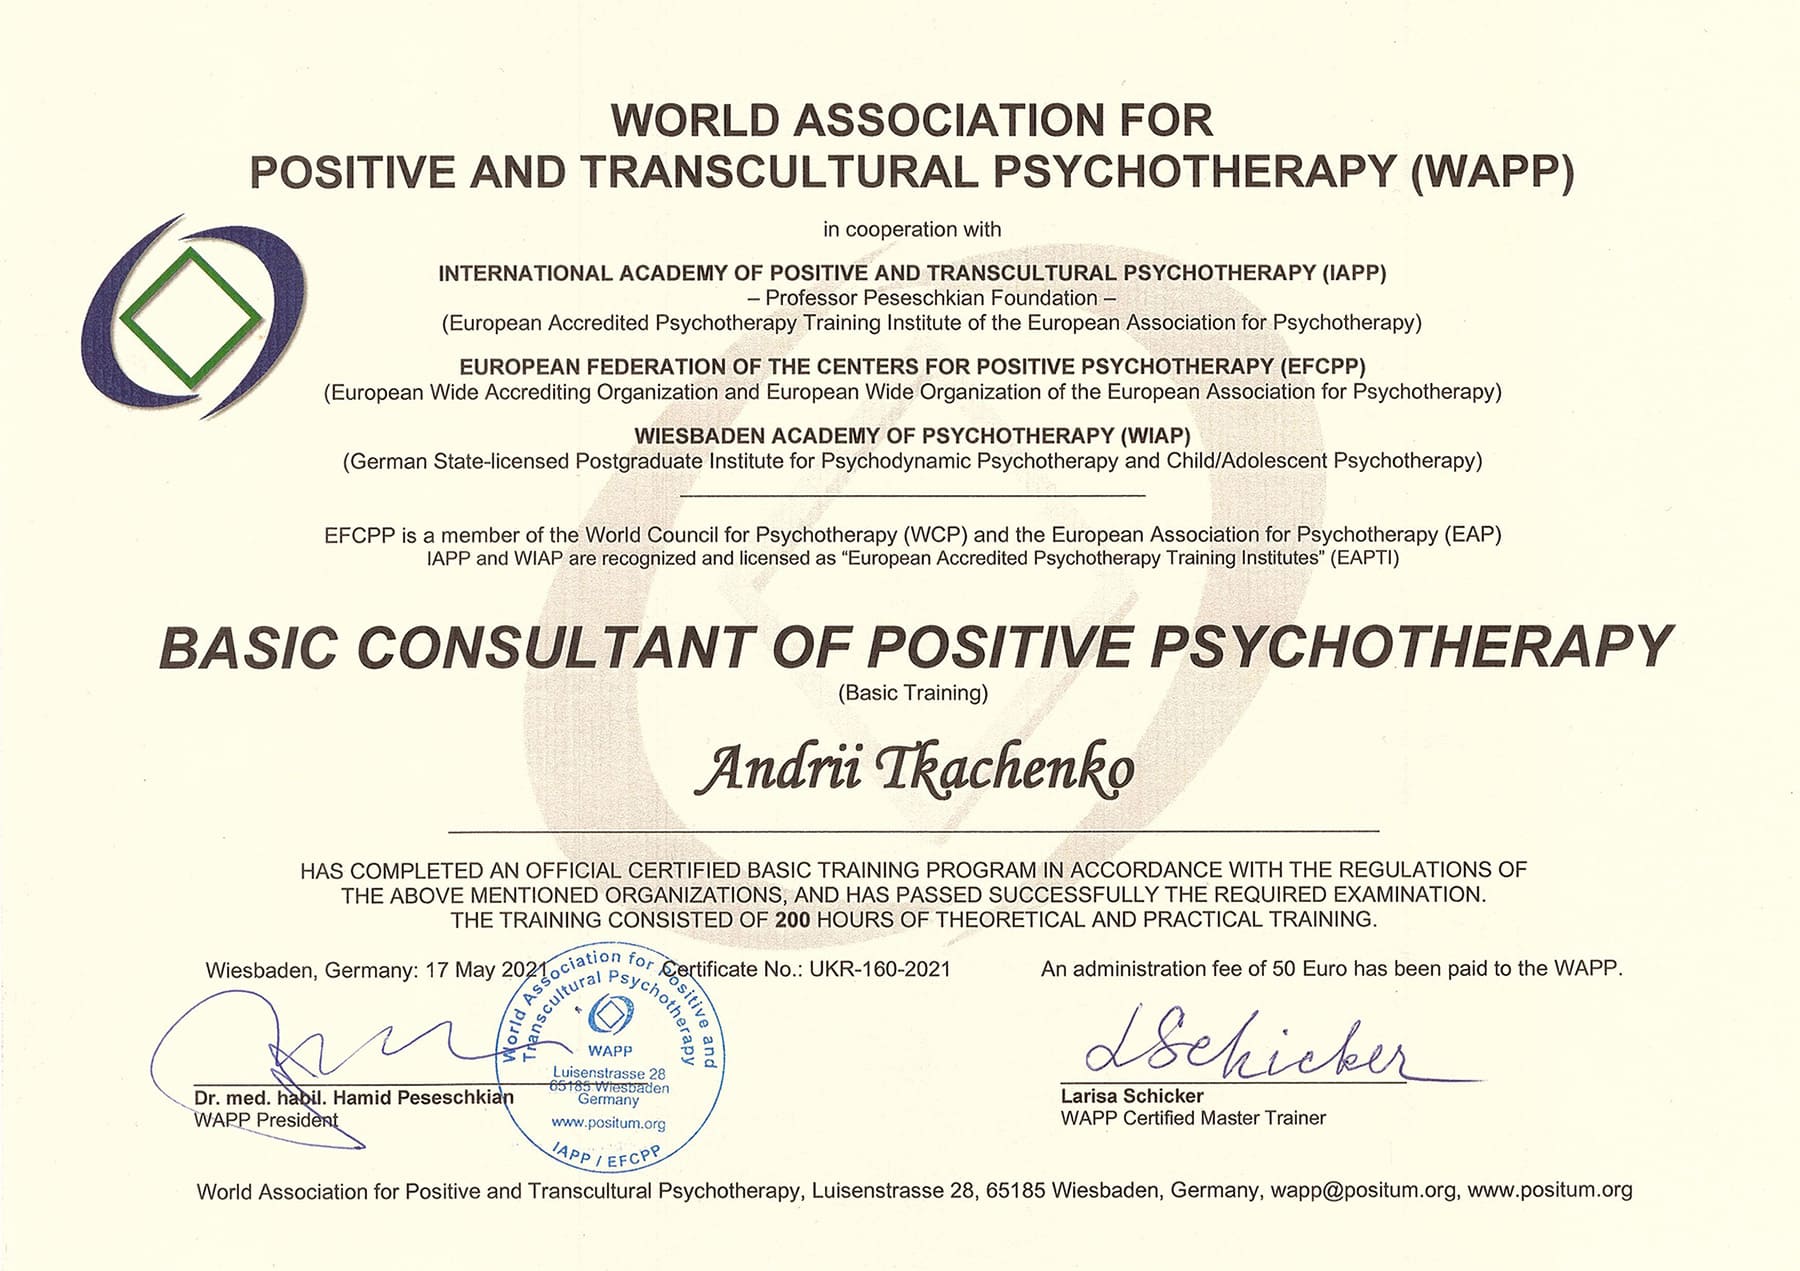 WORLD ASSOCIATION FOR
POSITIVE AND TRANSCULTURAL PSYCHOTHERAPY (WAPP)
in cooperation with
INTERNATIONAL ACADEMY OF POSITIVE AND TRANSCULTURAL PSYCHOTHERAPY (IAPP)
– Professor Peseschkian Foundation –
(European Accredited Psychotherapy Training Institute of the European Association for Psychotherapy)
EUROPEAN FEDERATION OF THE CENTERS FOR POSITIVE PSYCHOTHERAPY (EFCPP)
(European Wide Accrediting Organization and European Wide Organization of the European Association for Psychotherapy)
WIESBADEN ACADEMY OF PSYCHOTHERAPY (WIAP)
(German State-licensed Postgraduate Institute for Psychodynamic Psychotherapy and Child/Adolescent Psychotherapy)
EFCPP is a member of the World Council for Psychotherapy (WCP) and the European Association for Psychotherapy (EAP)
IAPP and WIAP are recognized and licensed as “European Accredited Psychotherapy Training Institutes” (EAPTI)
BASIC CONSULTANT OF POSITIVE PSYCHOTHERAPY
(Basic Training)
Andrii Tkachenko
HAS COMPLETED AN OFFICIAL CERTIFIED BASIC TRAINING PROGRAM IN ACCORDANCE WITH THE REGULATIONS OF
THE ABOVE MENTIONED ORGANIZATIONS, AND HAS PASSED SUCCESSFULLY THE REQUIRED EXAMINATION.
THE TRAINING CONSISTED OF 200 HOURS OF THEORETICAL AND PRACTICAL TRAINING.
Wiesbaden, Germany: 17 May 2021 Certificate No.: UKR-160-2021 An administration fee of 50 Euro has been paid to the WAPP.
World Association for Positive and
Transcultural Psychotherapy
WAPP
Luisenstrasse 28
65185 Wiesbaden
Germany
www.positum.org
IAPP / EFCPP
LSchicker
Dr. med. habil. Hamid Peseschkian
WAPP President
Larisa Schicker
WAPP Certified Master Trainer
World Association for Positive and Transcultural Psychotherapy, Luisenstrasse 28, 65185 Wiesbaden, Germany, wapp@positum.org, www.positum.org